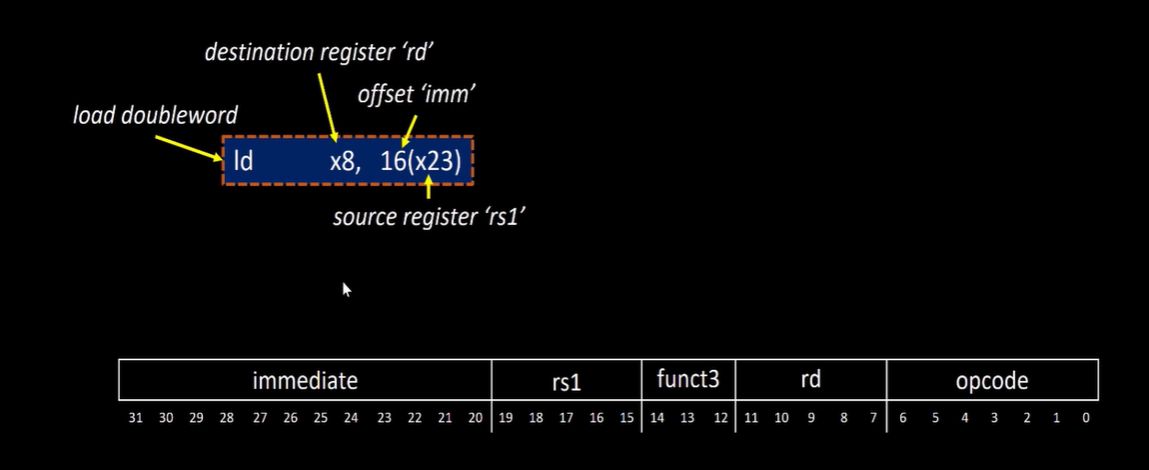 destination register ‘rd’
offset ‘imm’
load doubleword
ld x8, 16(x23)
source register ‘rs1’
immediate rs1 funct3 rd opcode
31 30 29 28 27 26 25 24 23 22 21 20 19 18 17 16 15 14 13 12 11 10 9 8 7 6 5 4 3 2 1 0